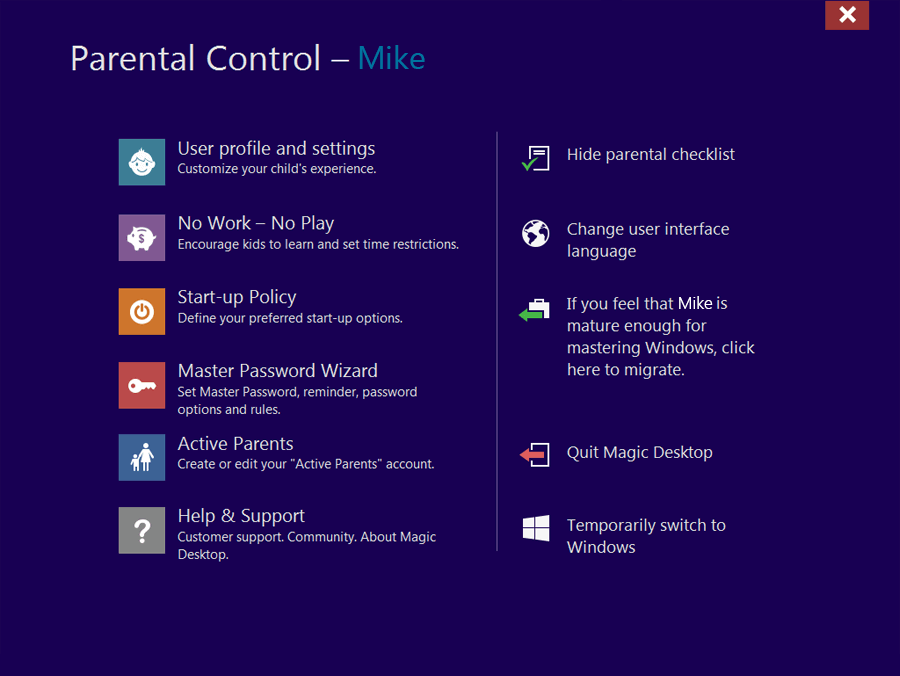 Parental Control – Mike
User profile and settings
Customize your child's experience.
No Work – No Play
Encourage kids to learn and set time restrictions.
Start-up Policy
Define your preferred start-up options.
Master Password Wizard
Set Master Password, reminder, password
options and rules.
Active Parents
Create or edit your "Active Parents" account.
?
Help & Support
Customer support. Community. About Magic
Desktop.
Hide parental checklist
Change user interface
language
If you feel that Mike is
mature enough for
mastering Windows, click
here to migrate.
Quit Magic Desktop
Temporarily switch to
Windows